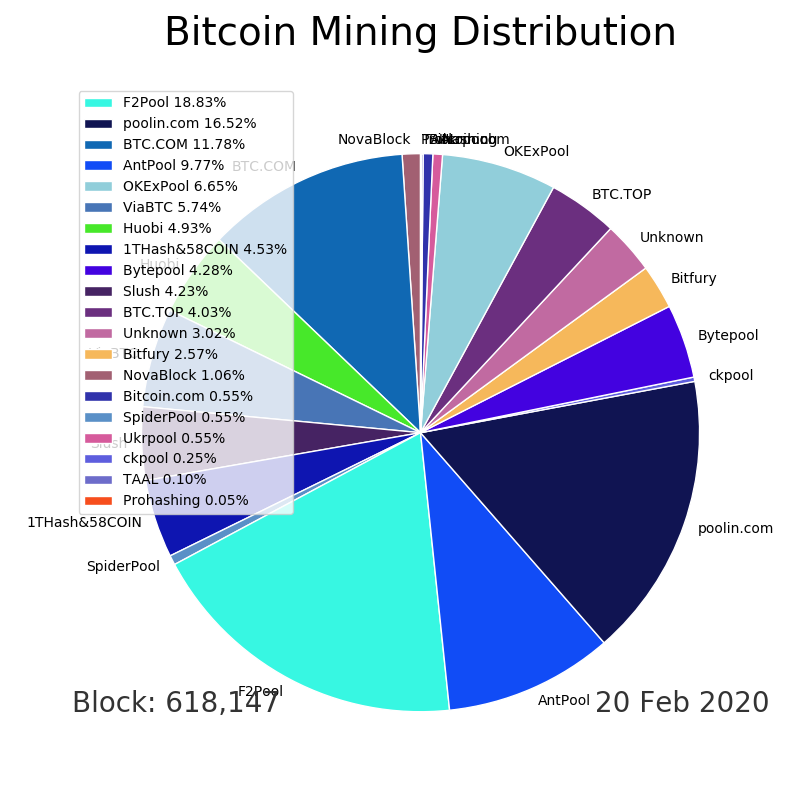 Bitcoin Mining Distribution
F2Pool 18.83%
poolin.com 16.52%
BTC.COM 11.78%
AntPool 9.77%
OKExPool 6.65%
ViaBTC 5.74%
Huobi 4.93%
1THash&58COIN 4.53%
Bytepool 4.28%
Slush 4.23%
BTC.TOP 4.03%
Unknown 3.02%
Bitfury 2.57%
NovaBlock 1.06%
Bitcoin.com 0.55%
SpiderPool 0.55%
Ukrpool 0.55%
ckpool 0.25%
TAAL 0.10%
Prohashing 0.05%
NovaBlock
OKExPool
BTC.COM
BTC.TOP
Unknown
Huobi
Bitfury
Bytepool
ckpool
Slush
1THash&58COIN
poolin.com
SpiderPool
F2Pool
AntPool
Block: 618,147
20 Feb 2020